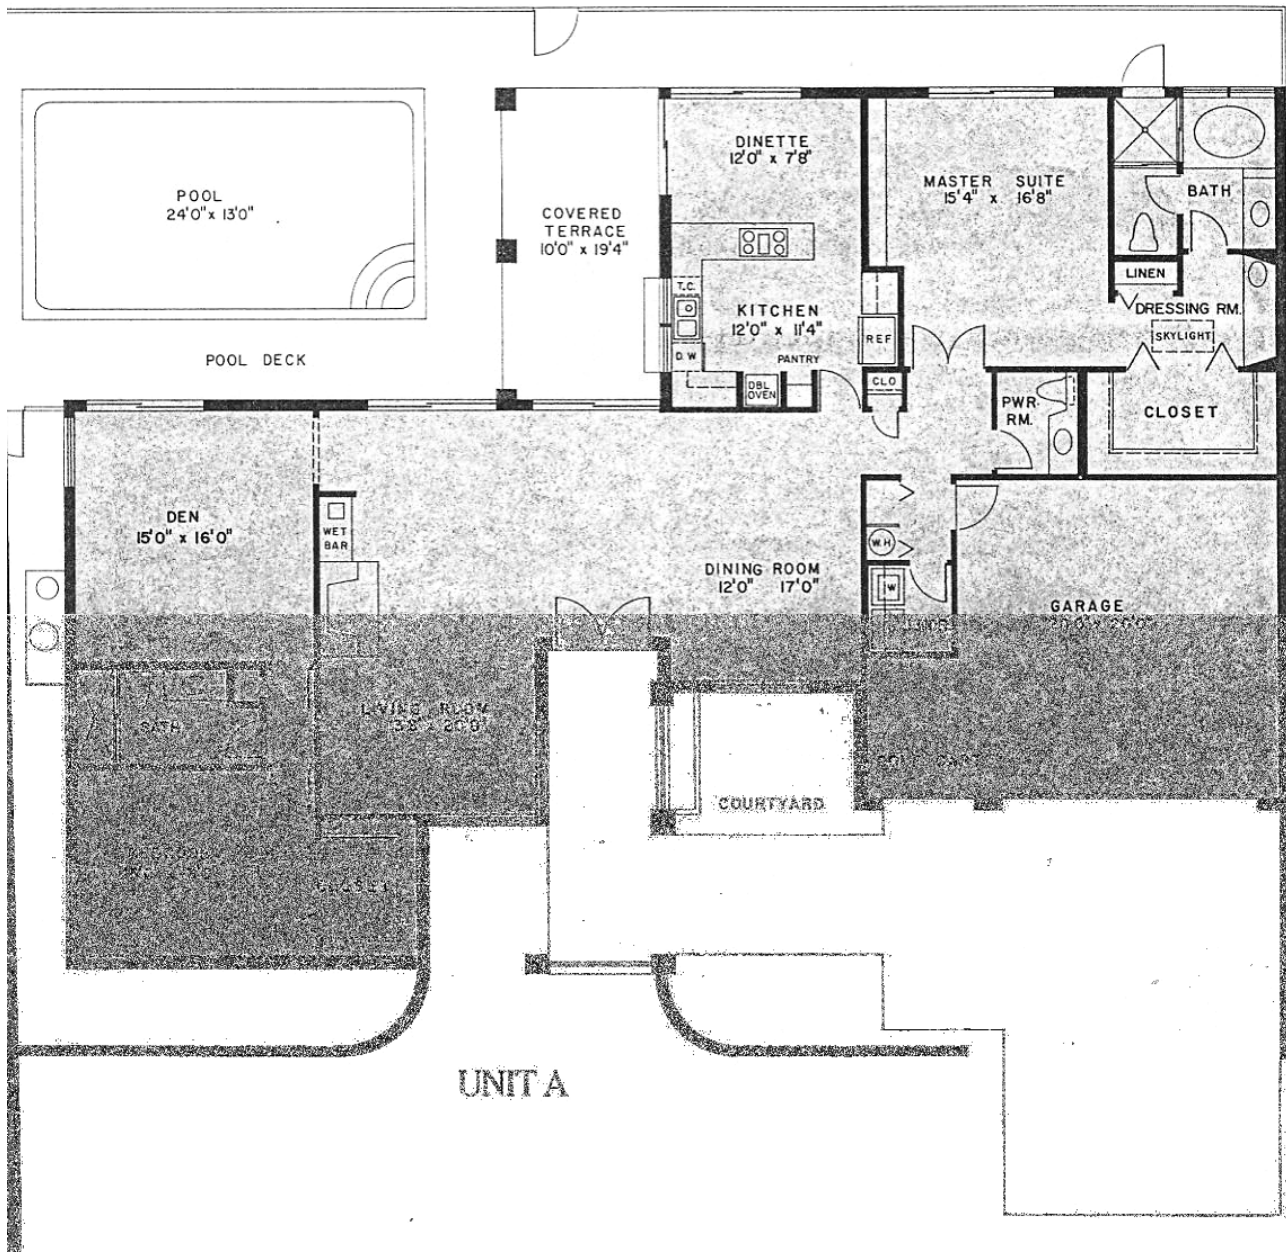 POOL
24'0" x 13'0"
POOL DECK
COVERED
TERRACE
10'0" x 19'4"
DINETTE
12'0" x 7'8"
KITCHEN
12'0" x 11'4"
T.C.
D.W
PANTRY
DBL
OVEN
REF
CLO
MASTER SUITE
15'4" x 16'8"
BATH
LINEN
DRESSING RM.
SKYLIGHT
PWR
RM.
CLOSET
DEN
15'0" x 16'0"
WET
BAR
DINING ROOM
12'0" 17'0"
W.H
W
GARAGE
LIVING ROOM
BATH
COURTYARD
CLOSET
UNIT A